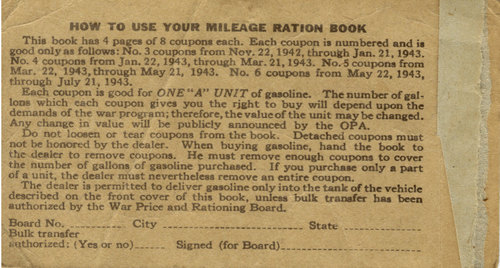 HOW TO USE YOUR MILEAGE RATION BOOK
This book has 4 pages of 8 coupons each. Each coupon is numbered and is
good only as follows: No. 3 coupons from Nov. 22, 1942, through Jan. 21, 1943.
No. 4 coupons from Jan. 22, 1943, through Mar. 21, 1943. No. 5 coupons from
Mar. 22, 1943, through May 21, 1943. No. 6 coupons from May 22, 1943,
through July 21, 1943.
Each coupon is good for ONE "A" UNIT of gasoline. The number of gal-
lons which each coupon gives you the right to buy will depend upon the
demands of the war program; therefore, the value of the unit may be changed.
Any change in value will be publicly announced by the OPA.
Do not loosen or tear coupons from the book. Detached coupons must
not be honored by the dealer. When buying gasoline, hand the book to
the dealer to remove coupons. He must remove enough coupons to cover
the number of gallons of gasoline purchased. If you purchase only a part
of a unit, the dealer must nevertheless remove an entire coupon.
The dealer is permitted to deliver gasoline only into the tank of the vehicle
described on the front cover of this book, unless bulk transfer has been
authorized by the War Price and Rationing Board.
Board No. City State
Bulk transfer
authorized: (Yes or no) Signed (for Board)